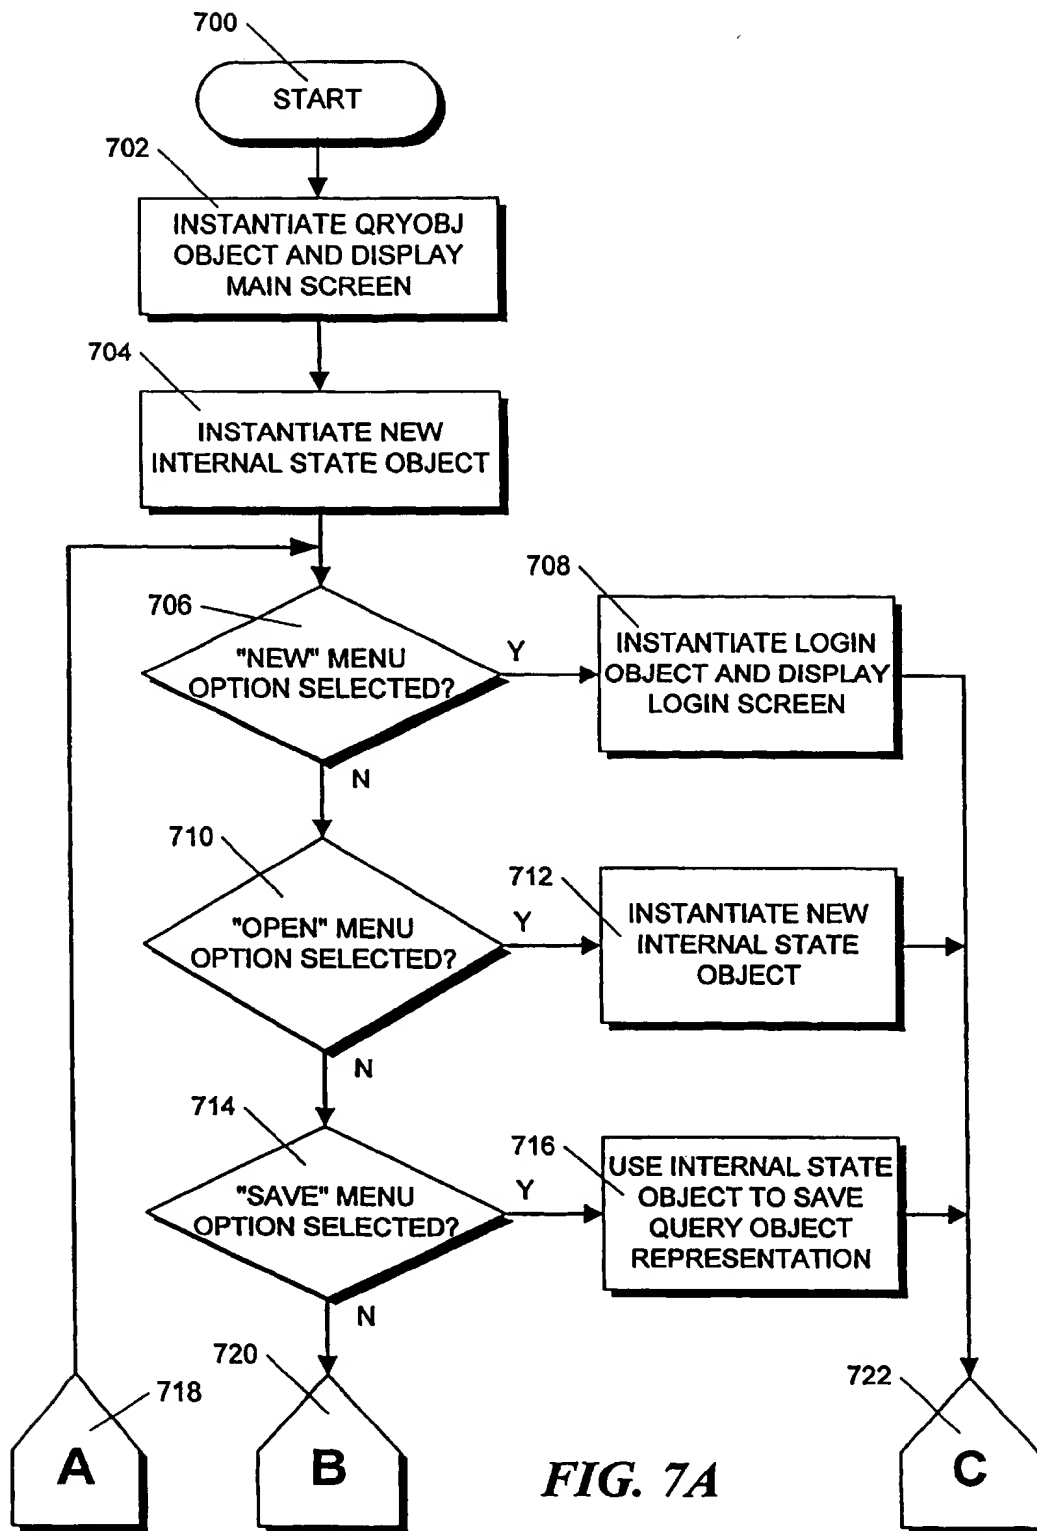 700
START
702
INSTANTIATE QRYOBJ
OBJECT AND DISPLAY
MAIN SCREEN
704
INSTANTIATE NEW
INTERNAL STATE OBJECT
706
"NEW" MENU
OPTION SELECTED?
Y
N
708
INSTANTIATE LOGIN
OBJECT AND DISPLAY
LOGIN SCREEN
710
"OPEN" MENU
OPTION SELECTED?
Y
N
712
INSTANTIATE NEW
INTERNAL STATE
OBJECT
714
"SAVE" MENU
OPTION SELECTED?
Y
N
716
USE INTERNAL STATE
OBJECT TO SAVE
QUERY OBJECT
REPRESENTATION
718
A
720
B
722
C
FIG. 7A